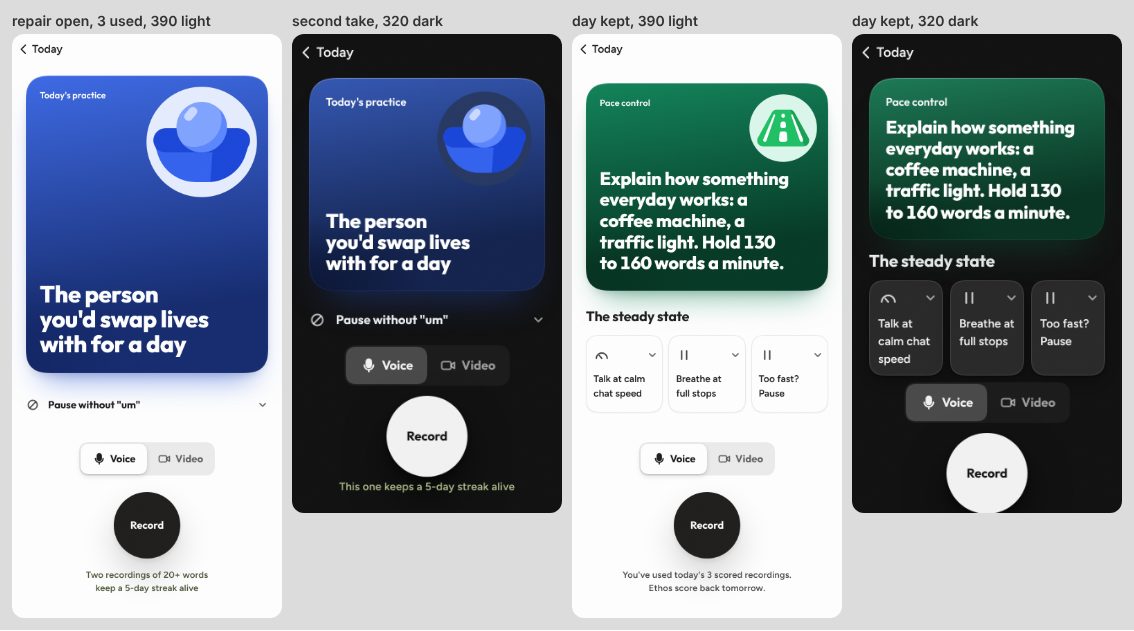 repair open, 3 used, 390 light
Today
Today's practice
The person
you'd swap lives
with for a day
Pause without "um"
Voice
Video
Record
Two recordings of 20+ words
keep a 5-day streak alive
second take, 320 dark
Today
Today's practice
The person
you'd swap lives
with for a day
Pause without "um"
Voice
Video
Record
This one keeps a 5-day streak alive
day kept, 390 light
Today
Pace control
Explain how something
everyday works: a
coffee machine, a
traffic light. Hold 130
to 160 words a minute.
The steady state
Talk at calm
chat speed
Breathe at
full stops
Too fast?
Pause
Voice
Video
Record
You've used today's 3 scored recordings.
Ethos score back tomorrow.
day kept, 320 dark
Today
Pace control
Explain how something
everyday works: a
coffee machine, a
traffic light. Hold 130
to 160 words a minute.
The steady state
Talk at
calm chat
speed
Breathe at
full stops
Too fast?
Pause
Voice
Video
Record